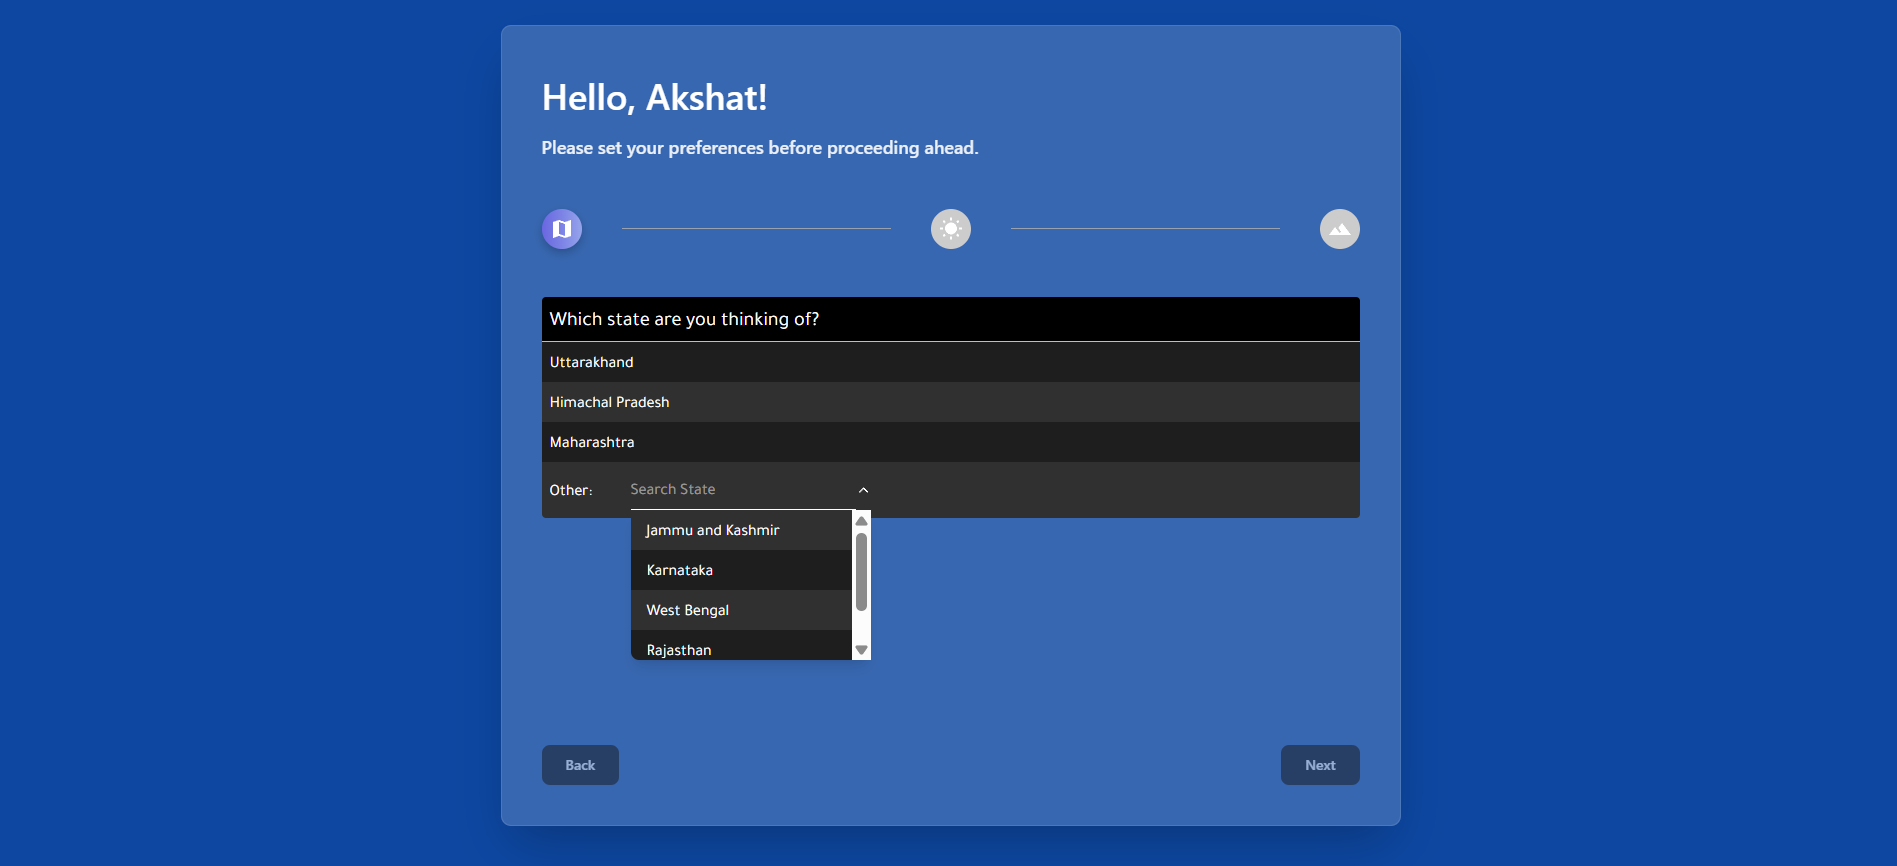 Hello, Akshat!
Please set your preferences before proceeding ahead.
Which state are you thinking of?
Uttarakhand
Himachal Pradesh
Maharashtra
Other: Search State
Jammu and Kashmir
Karnataka
West Bengal
Rajasthan
Back Next